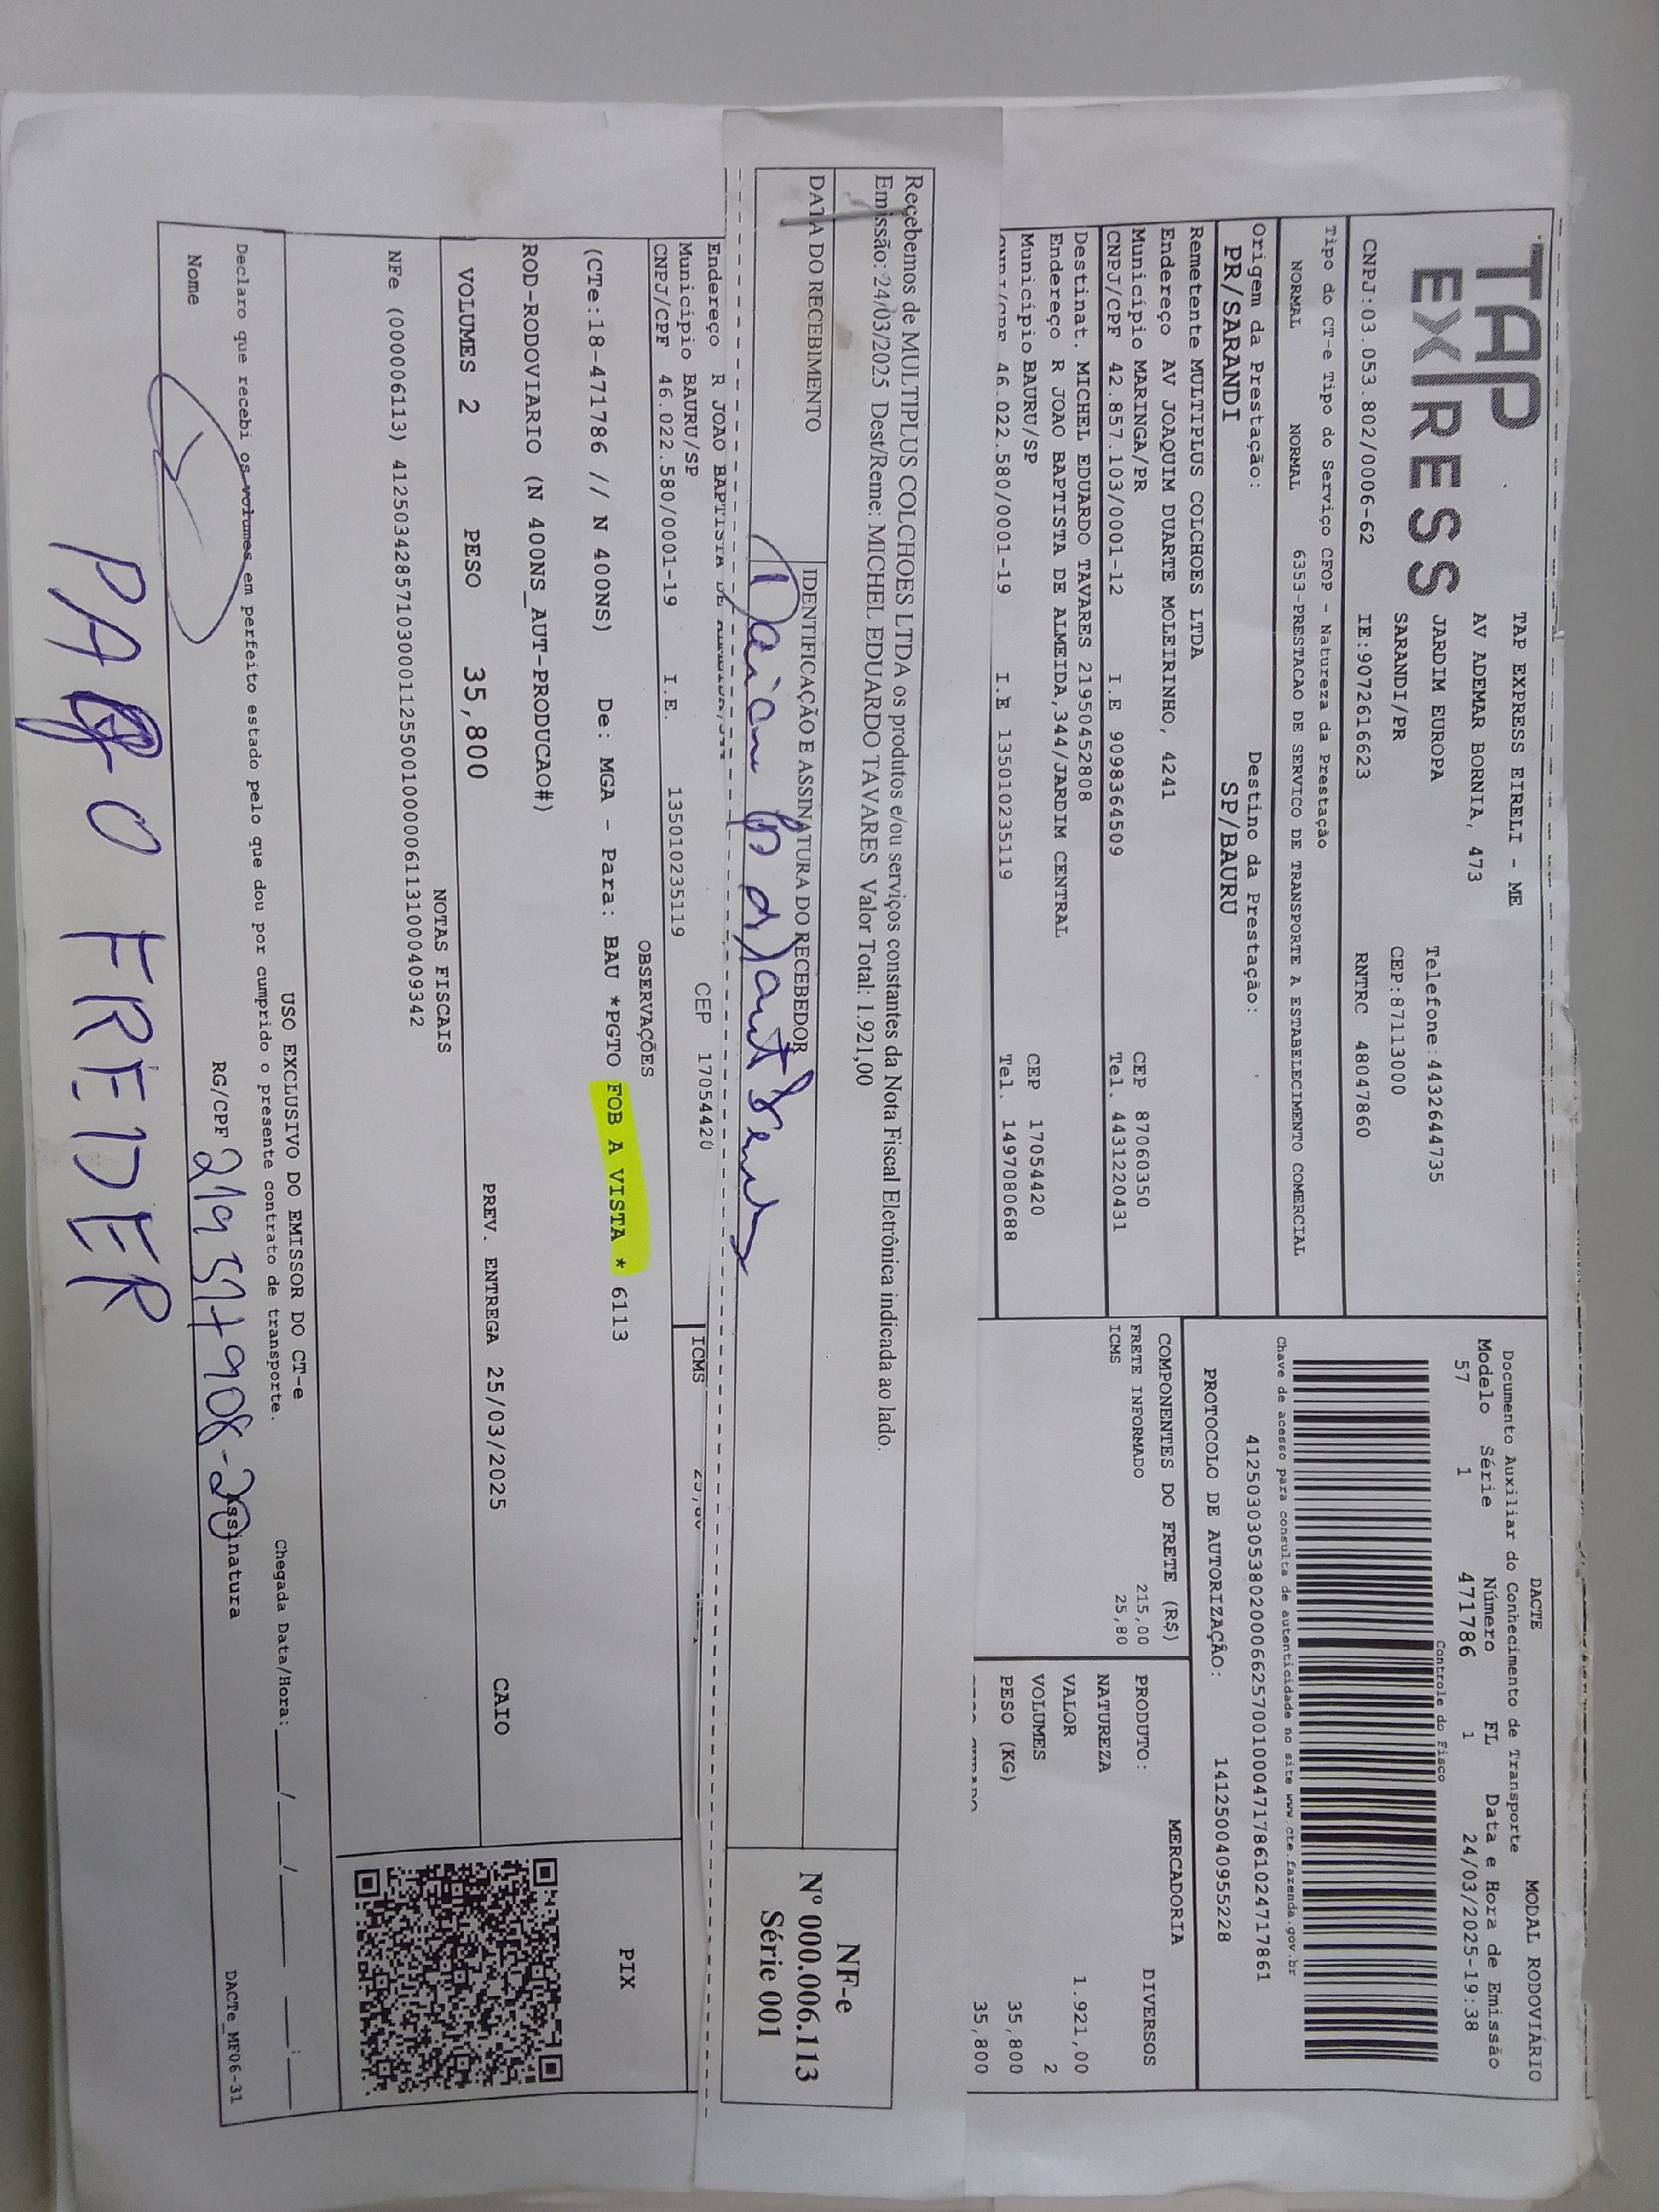 TAP
EXPRESS
TAP EXPRESS EIRELI - ME
AV ADEMAR BORNIA, 473
JARDIM EUROPA Telefone:4432644735
SARANDI/PR CEP:87113000
CNPJ:03.053.802/0006-62 IE:9072616623 RNTRC 48047860
Tipo do CT-e Tipo do Serviço CFOP - Natureza da Prestação
NORMAL NORMAL 6353-PRESTACAO DE SERVICO DE TRANSPORTE A ESTABELECIMENTO COMERCIAL
Origem da Prestação: Destino da Prestação:
PR/SARANDI SP/BAURU
Remetente MULTIPLUS COLCHOES LTDA
Endereço AV JOAQUIM DUARTE MOLEIRINHO, 4241
Município MARINGA/PR CEP 87060350
CNPJ/CPF 42.857.103/0001-12 I.E 9098364509 Tel. 4431220431
Destinat. MICHEL EDUARDO TAVARES 21950452808
Endereço R JOAO BAPTISTA DE ALMEIDA,344/JARDIM CENTRAL
Município BAURU/SP CEP 17054420
CNPJ/CPF 46.022.580/0001-19 I.E 135010235119 Tel. 1497080688
DACTE MODAL RODOVIÁRIO
Documento Auxiliar do Conhecimento de Transporte
Modelo Série Número FL Data e Hora de Emissão
57 1 471786 1 24/03/2025-19:38
Controle do Fisco
Chave de acesso para consulta de autenticidade no site www.cte.fazenda.gov.br
41250303053802000662570010004717861024717861
PROTOCOLO DE AUTORIZAÇÃO: 141250040955228
COMPONENTES DO FRETE (R$)
FRETE INFORMADO 215,00
ICMS 25,80
MERCADORIA
PRODUTO: DIVERSOS
NATUREZA
VALOR 1.921,00
VOLUMES 2
PESO (KG) 35,800
35,800
Recebemos de MULTIPLUS COLCHOES LTDA os produtos e/ou serviços constantes da Nota Fiscal Eletrônica indicada ao lado.
Emissão: 24/03/2025 Dest/Reme: MICHEL EDUARDO TAVARES Valor Total: 1.921,00
DATA DO RECEBIMENTO IDENTIFICAÇÃO E ASSINATURA DO RECEBEDOR
NF-e
Nº 000.006.113
Série 001
Endereço R JOAO BAPTISTA DE
Município BAURU/SP CEP 17054420
CNPJ/CPF 46.022.580/0001-19 I.E. 135010235119
ICMS
OBSERVAÇÕES
(CTe:18-471786 // N 400NS) De: MGA - Para: BAU *PGTO FOB A VISTA * 6113
PIX
ROD-RODOVIARIO (N 400NS_AUT-PRODUCAO#)
VOLUMES 2 PESO 35,800 PREV. ENTREGA 25/03/2025 CAIO
NOTAS FISCAIS
NFe (000006113) 41250342857103000112550010000061131000409342
USO EXCLUSIVO DO EMISSOR DO CT-e
Declaro que recebi os volumes em perfeito estado pelo que dou por cumprido o presente contrato de transporte. Chegada Data/Hora:___/___/____ __:__
Nome RG/CPF Assinatura
DACTe_MF06-31
PAGO FREDER